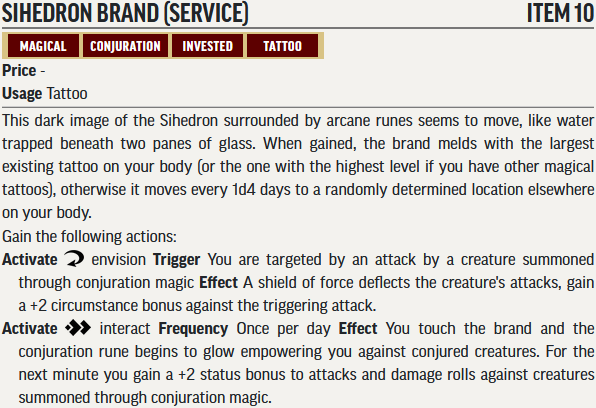 SIHEDRON BRAND (SERVICE) ITEM 10
MAGICAL CONJURATION INVESTED TATTOO
Price -
Usage Tattoo
This dark image of the Sihedron surrounded by arcane runes seems to move, like water
trapped beneath two panes of glass. When gained, the brand melds with the largest
existing tattoo on your body (or the one with the highest level if you have other magical
tattoos), otherwise it moves every 1d4 days to a randomly determined location elsewhere
on your body.
Gain the following actions:
Activate envision Trigger You are targeted by an attack by a creature summoned
through conjuration magic Effect A shield of force deflects the creature's attacks, gain
a +2 circumstance bonus against the triggering attack.
Activate interact Frequency Once per day Effect You touch the brand and the
conjuration rune begins to glow empowering you against conjured creatures. For the
next minute you gain a +2 status bonus to attacks and damage rolls against creatures
summoned through conjuration magic.